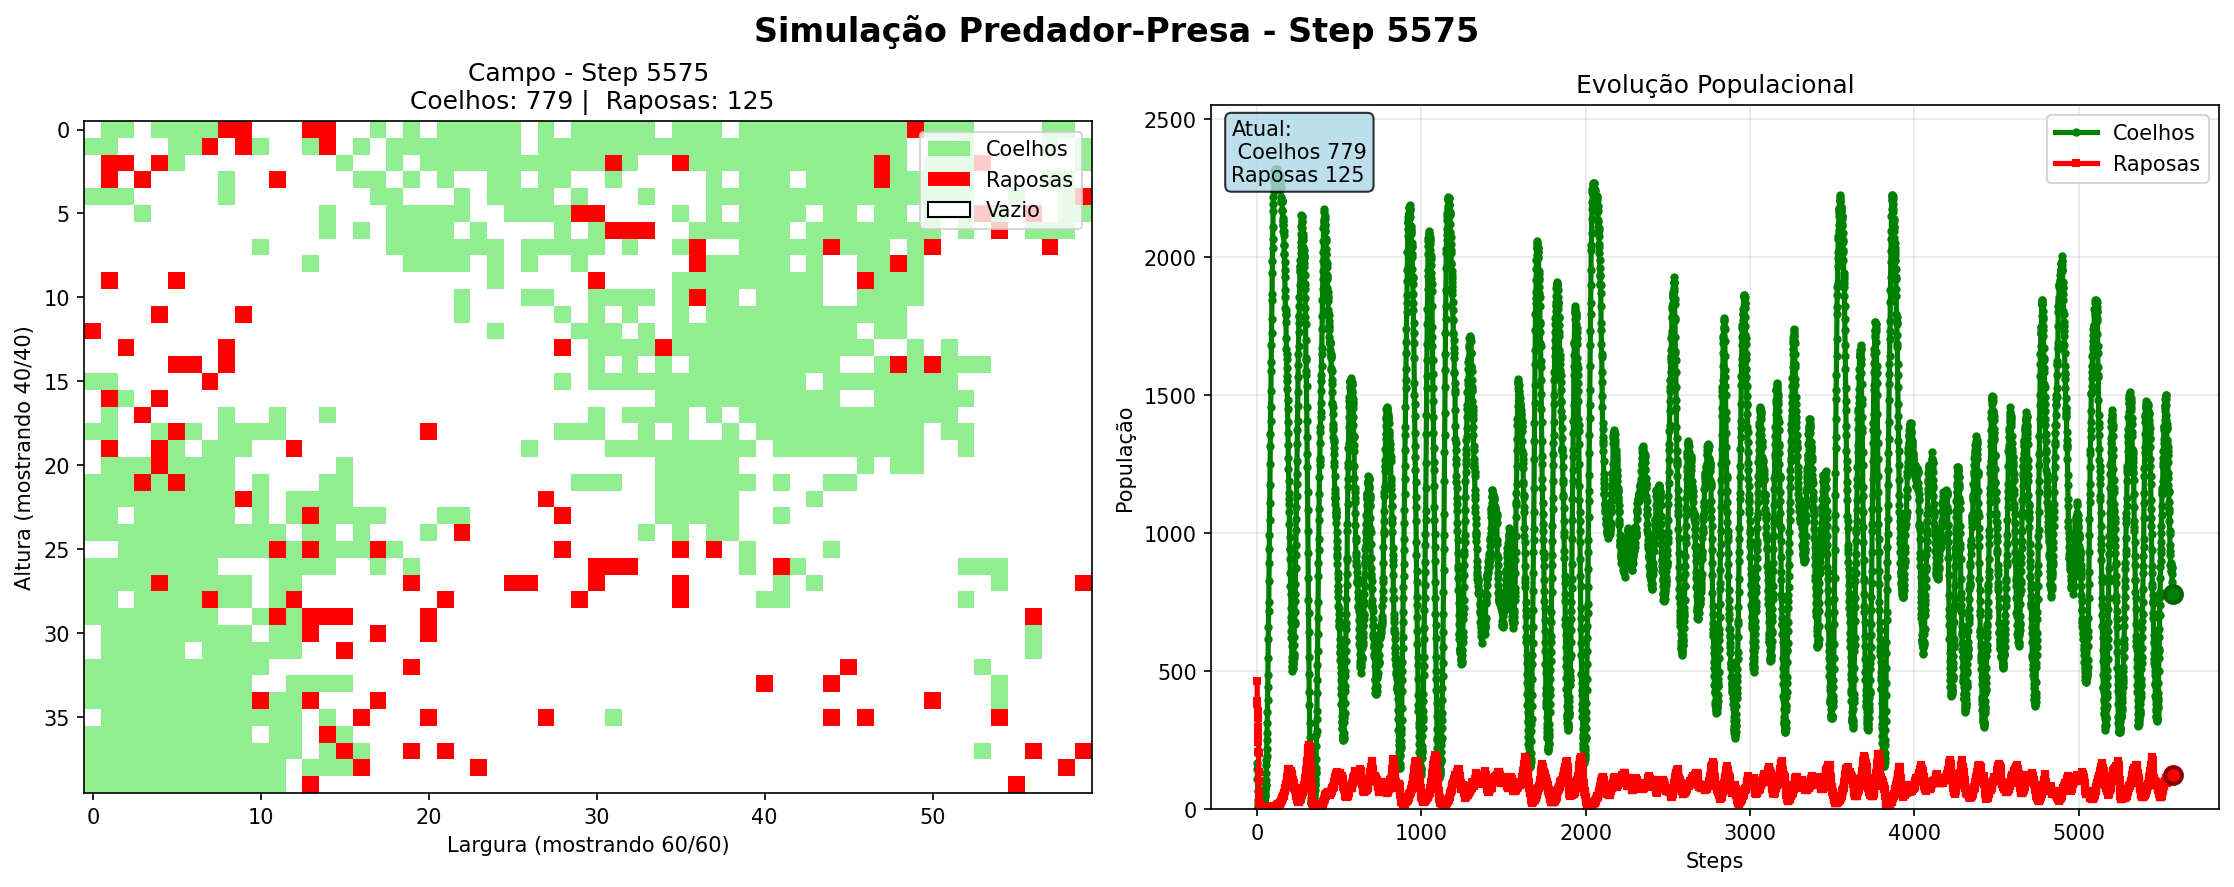 Simulação Predador-Presa - Step 5575
Campo - Step 5575
Coelhos: 779 |  Raposas: 125
Coelhos
Raposas
Vazio
0
5
10
15
20
25
30
35
Altura (mostrando 40/40)
0
10
20
30
40
50
Largura (mostrando 60/60)
Evolução Populacional
Atual:
Coelhos 779
Raposas 125
Coelhos
Raposas
2500
2000
1500
1000
500
0
População
0
1000
2000
3000
4000
5000
Steps